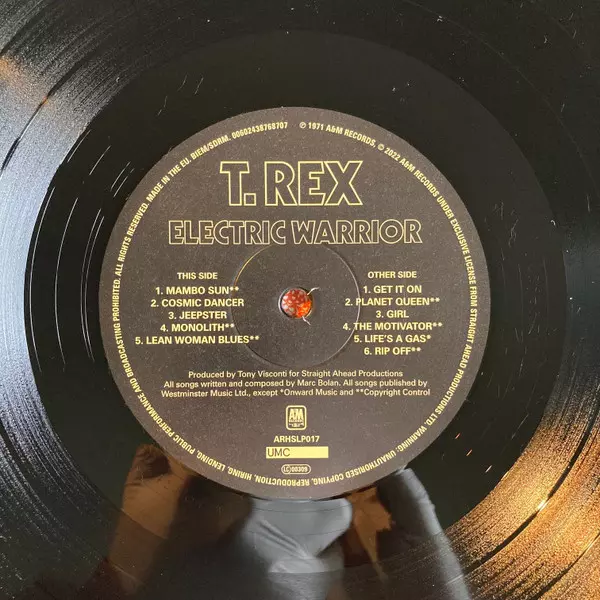 PUBLIC PERFORMANCE AND BROADCASTING PROHIBITED. ALL RIGHTS RESERVED. MADE IN THE EU. BIEM/SDRM. 00602438768707 ℗ 1971 A&M RECORDS, © 2022 A&M RECORDS UNDER EXCLUSIVE LICENSE FROM STRAIGHT AHEAD PRODUCTIONS LTD. WARNING: UNAUTHORISED COPYING, REPRODUCTION, HIRING, LENDING,
T. REX
ELECTRIC WARRIOR
THIS SIDE
1. MAMBO SUN**
2. COSMIC DANCER
3. JEEPSTER
4. MONOLITH**
5. LEAN WOMAN BLUES**
OTHER SIDE
1. GET IT ON
2. PLANET QUEEN**
3. GIRL
4. THE MOTIVATOR**
5. LIFE'S A GAS*
6. RIP OFF**
Produced by Tony Visconti for Straight Ahead Productions
All songs written and composed by Marc Bolan. All songs published by
Westminster Music Ltd., except *Onward Music and **Copyright Control
A&M
ARHSLP017
UMC